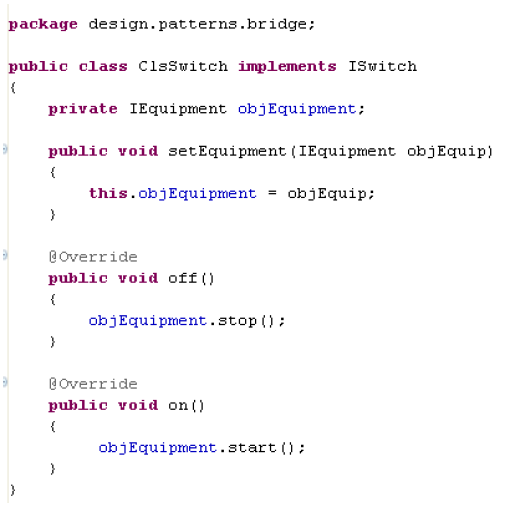 package design.patterns.bridge;
public class ClsSwitch implements ISwitch
{
private IEquipment objEquipment;
public void setEquipment(IEquipment objEquip)
{
this.objEquipment = objEquip;
}
@Override
public void off()
{
objEquipment.stop();
}
@Override
public void on()
{
objEquipment.start();
}
}